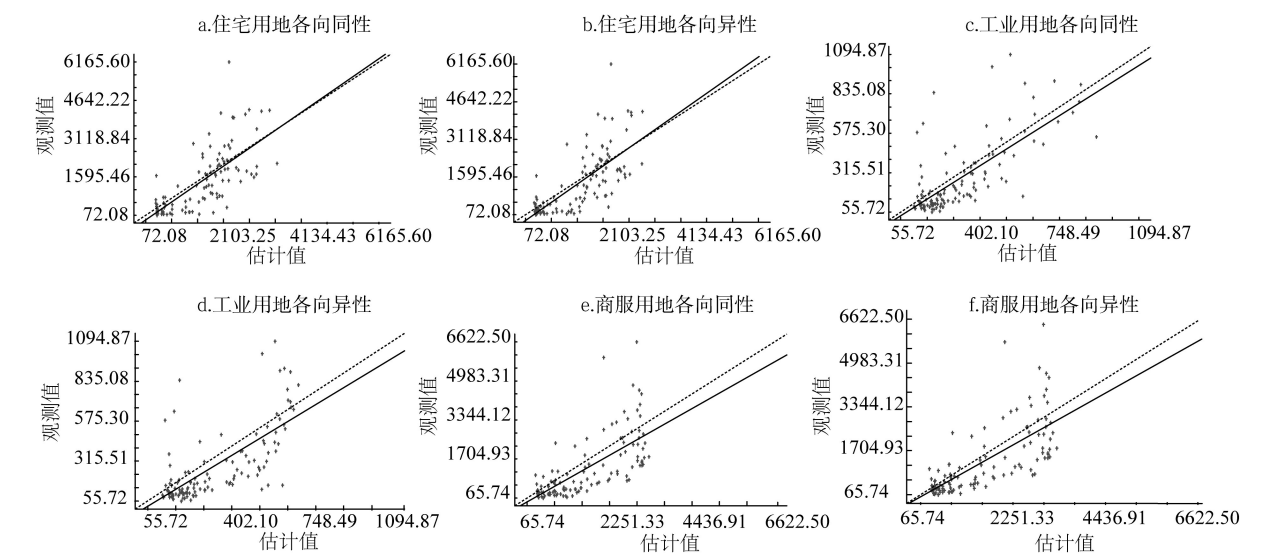 a.住宅用地各向同性
观测值
6165.60
4642.22
3118.84
1595.46
72.08
72.08 2103.25 4134.43 6165.60
估计值
b.住宅用地各向异性
观测值
6165.60
4642.22
3118.84
1595.46
72.08
72.08 2103.25 4134.43 6165.60
估计值
c.工业用地各向同性
观测值
1094.87
835.08
575.30
315.51
55.72
55.72 402.10 748.49 1094.87
估计值
d.工业用地各向异性
观测值
1094.87
835.08
575.30
315.51
55.72
55.72 402.10 748.49 1094.87
估计值
e.商服用地各向同性
观测值
6622.50
4983.31
3344.12
1704.93
65.74
65.74 2251.33 4436.91 6622.50
估计值
f.商服用地各向异性
观测值
6622.50
4983.31
3344.12
1704.93
65.74
65.74 2251.33 4436.91 6622.50
估计值